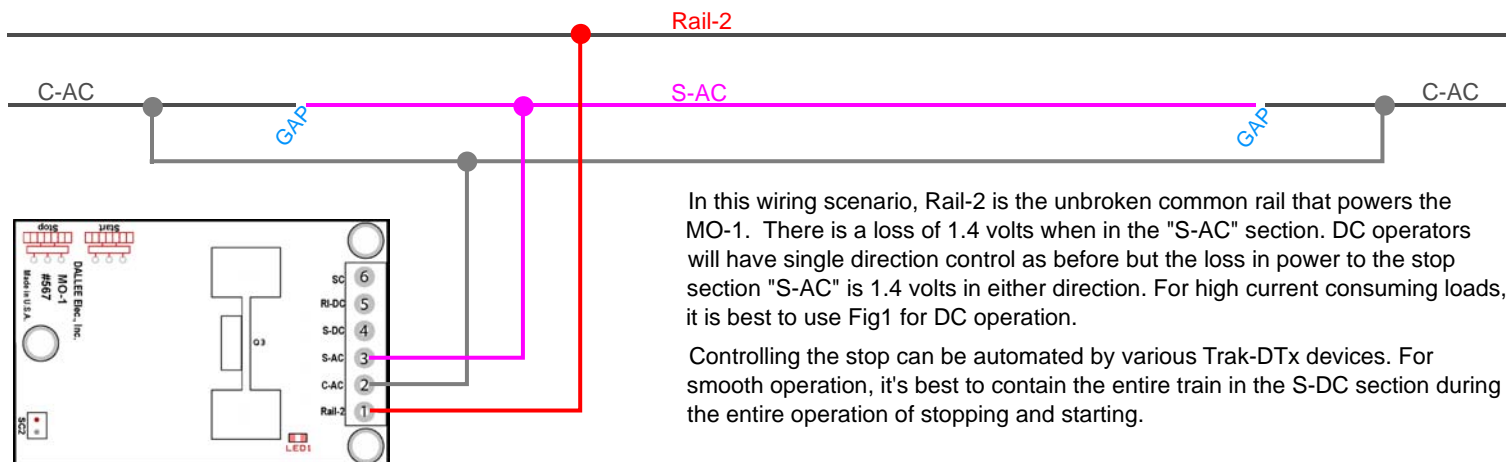 Rail-2
C-AC
S-AC
C-AC
GAP
GAP
In this wiring scenario, Rail-2 is the unbroken common rail that powers the
MO-1. There is a loss of 1.4 volts when in the "S-AC" section. DC operators
will have single direction control as before but the loss in power to the stop
section "S-AC" is 1.4 volts in either direction. For high current consuming loads,
it is best to use Fig1 for DC operation.
Controlling the stop can be automated by various Trak-DTx devices. For
smooth operation, it's best to contain the entire train in the S-DC section during
the entire operation of stopping and starting.
Stop
Start
DALLEE Elec., Inc.
MO-1
#567
Made in U.S.A.
Q3
SC 6
RI-DC 5
S-DC 4
S-AC 3
C-AC 2
Rail-2 1
SC2
LED1